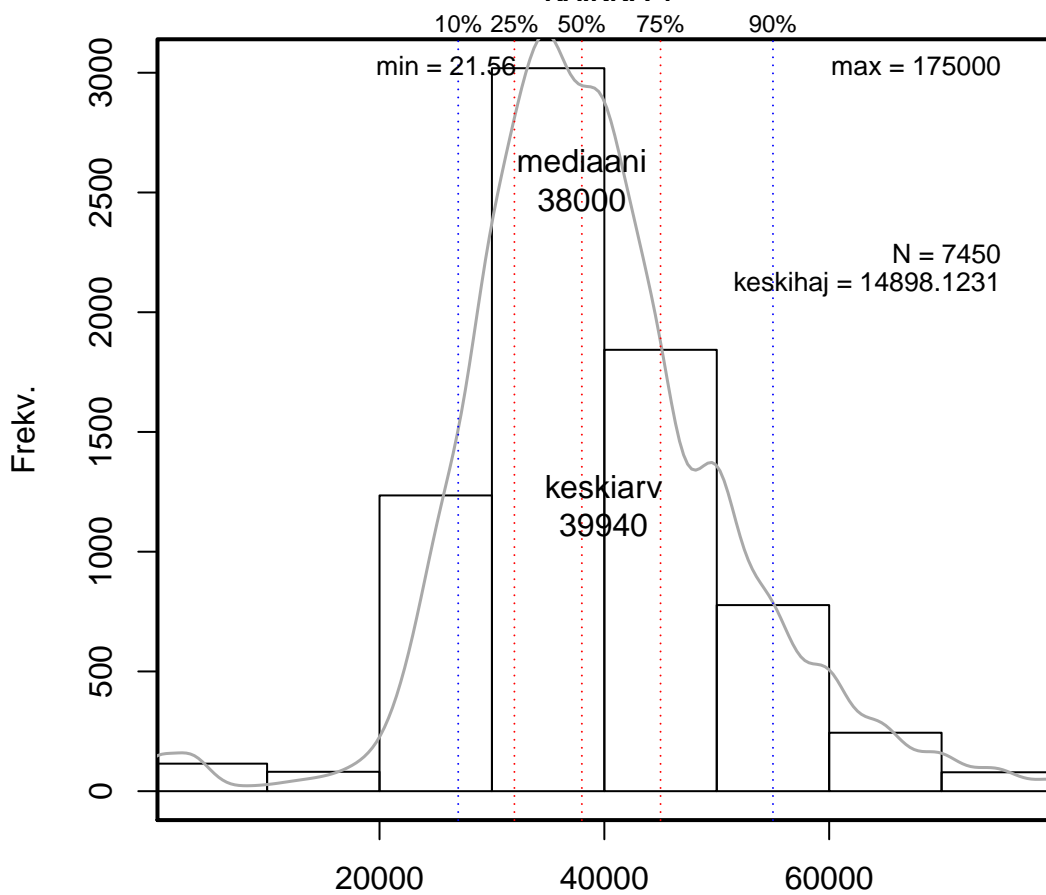 10% 25% 50% 75% 90%
min = 21.56 max = 175000
3000
mediaani
2500
38000
N = 7450
keskihaj = 14898.1231
2000
1500
Frekv.
keskiarv
39940
1000
500
0
20000 40000 60000